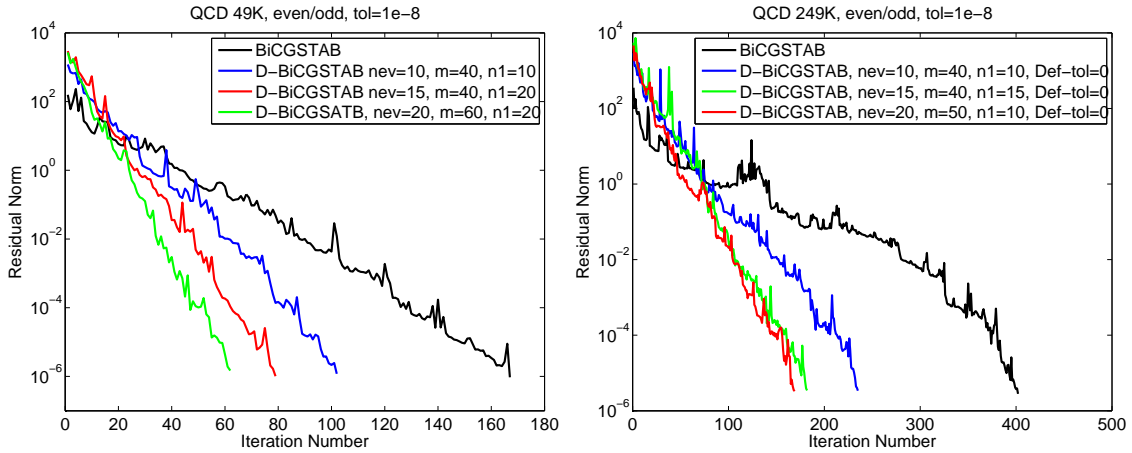 QCD 49K, even/odd, tol=1e-8
BiCGSTAB
D-BiCGSTAB nev=10, m=40, n1=10
D-BiCGSTAB nev=15, m=40, n1=20
D-BiCGSATB, nev=20, m=60, n1=20
10^4
10^2
10^0
10^-2
10^-4
10^-6
Residual Norm
0 20 40 60 80 100 120 140 160 180
Iteration Number
QCD 249K, even/odd, tol=1e-8
BiCGSTAB
D-BiCGSTAB, nev=10, m=40, n1=10, Def-tol=0
D-BiCGSTAB, nev=15, m=40, n1=15, Def-tol=0
D-BiCGSTAB, nev=20, m=50, n1=10, Def-tol=0
10^4
10^2
10^0
10^-2
10^-4
10^-6
Residual Norm
0 100 200 300 400 500
Iteration Number